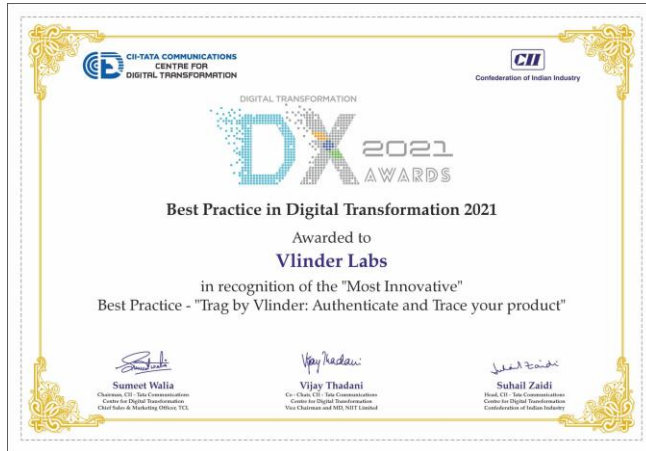 CII-TATA COMMUNICATIONS
CENTRE FOR
DIGITAL TRANSFORMATION
CII
Confederation of Indian Industry
DIGITAL TRANSFORMATION
DX 2021
AWARDS
Best Practice in Digital Transformation 2021
Awarded to
Vlinder Labs
in recognition of the "Most Innovative"
Best Practice - "Trag by Vlinder: Authenticate and Trace your product"
Vijay Thadani
Suhail Zaidi
Sumeet Walia
Chairman, CII - Tata Communications
Centre for Digital Transformation
Chief Sales & Marketing Officer, TCL
Vijay Thadani
Co - Chair, CII - Tata Communications
Centre for Digital Transformation
Vice Chairman and MD, NIIT Limited
Suhail Zaidi
Head, CII - Tata Communications
Centre for Digital Transformation
Confederation of Indian Industry